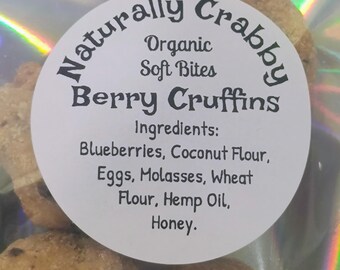 Naturally Crabby
Organic
Soft Bites
Berry Cruffins
Ingredients:
Blueberries, Coconut Flour,
Eggs, Molasses, Wheat
Flour, Hemp Oil,
Honey.